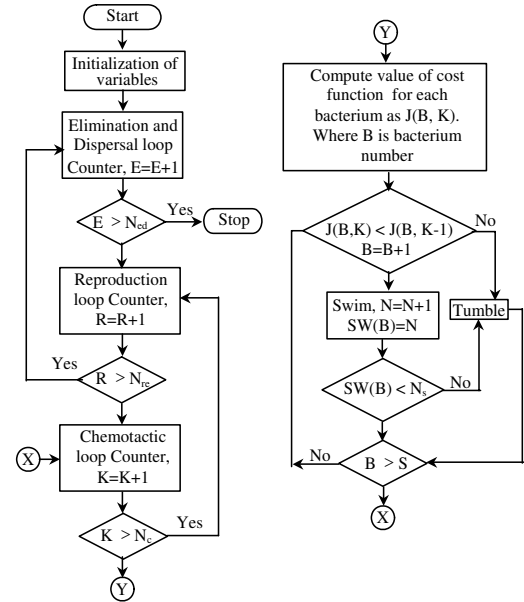 Start
Initialization of
variables
Elimination and
Dispersal loop
Counter, E=E+1
E > Ned
Yes
Stop
Reproduction
loop Counter,
R=R+1
Yes
R > Nre
X
Chemotactic
loop Counter,
K=K+1
K > Nc
Yes
Y
Y
Compute value of cost
function for each
bacterium as J(B, K).
Where B is bacterium
number
J(B,K) < J(B, K-1)
B=B+1
No
Swim, N=N+1
SW(B)=N
Tumble
SW(B) < Ns
No
No
B > S
X